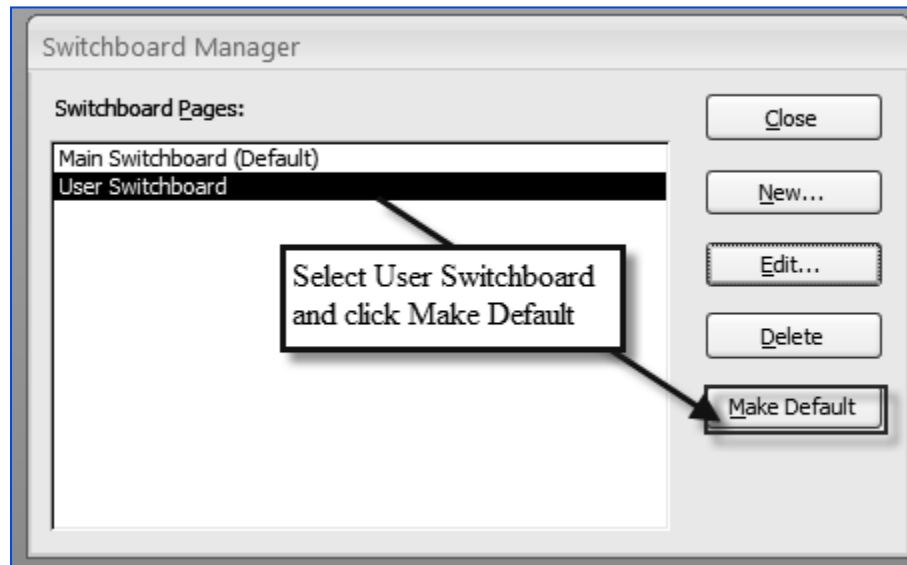 Switchboard Manager
Switchboard Pages:
Close
Main Switchboard (Default)
User Switchboard
New...
Select User Switchboard
and click Make Default
Edit...
Delete
Make Default